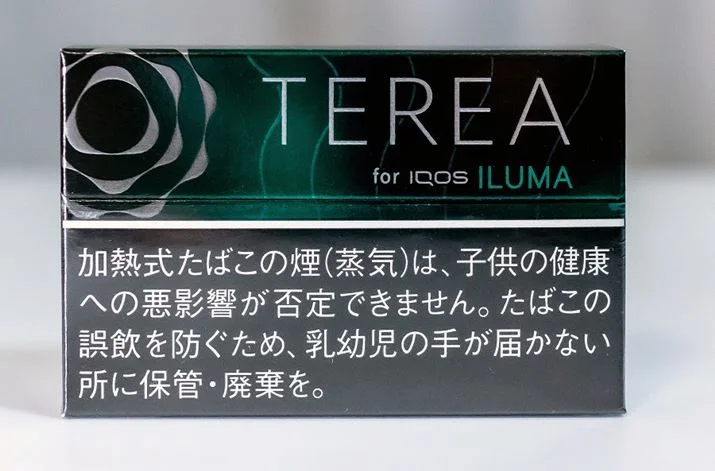 TEREA
for IQOS ILUMA
加熱式たばこの煙(蒸気)は、子供の健康
への悪影響が否定できません。たばこの
誤飲を防ぐため、乳幼児の手が届かない
所に保管・廃棄を。